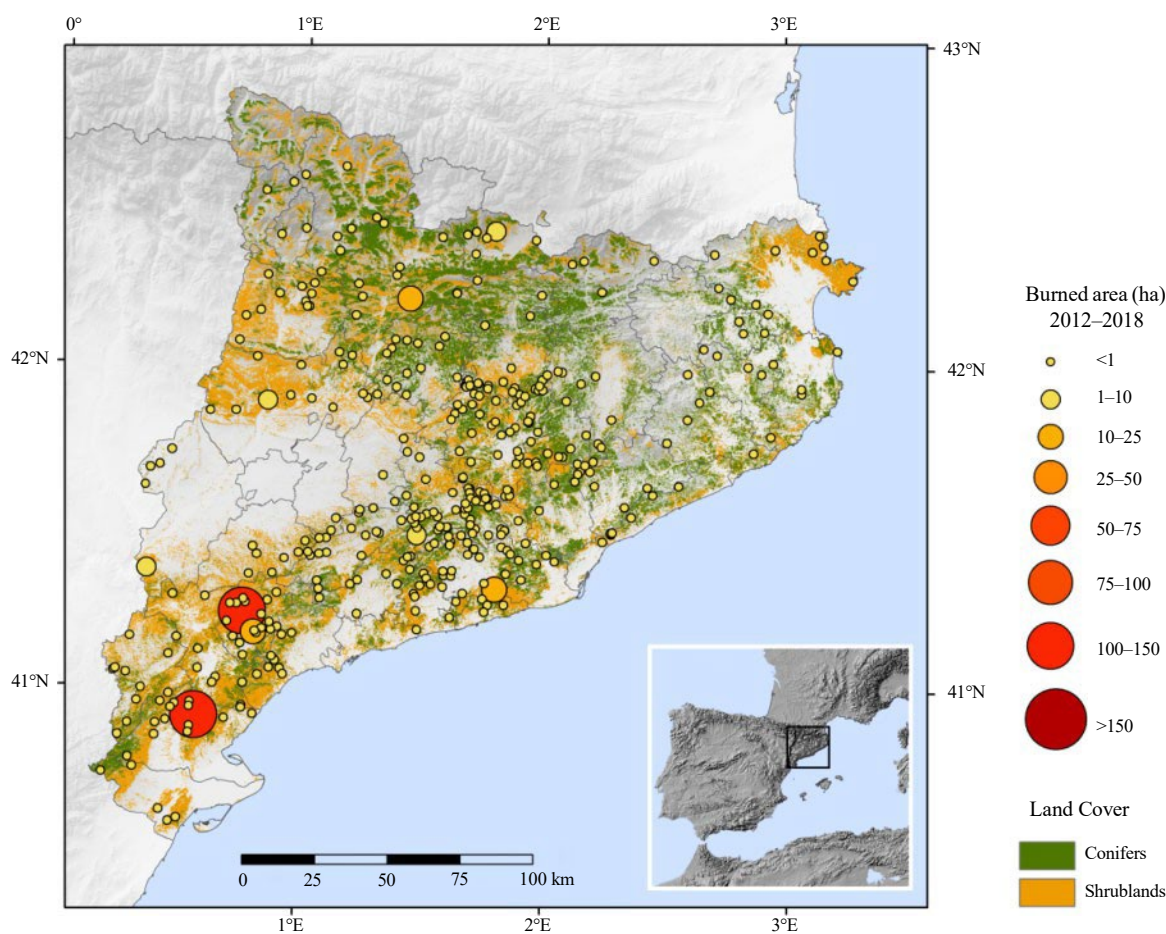 0° 1°E 2°E 3°E
43°N
42°N 42°N
41°N 41°N
Burned area (ha)
2012–2018
<1
1–10
10–25
25–50
50–75
75–100
100–150
>150
Land Cover
Conifers
Shrublands
0 25 50 75 100 km
1°E 2°E 3°E